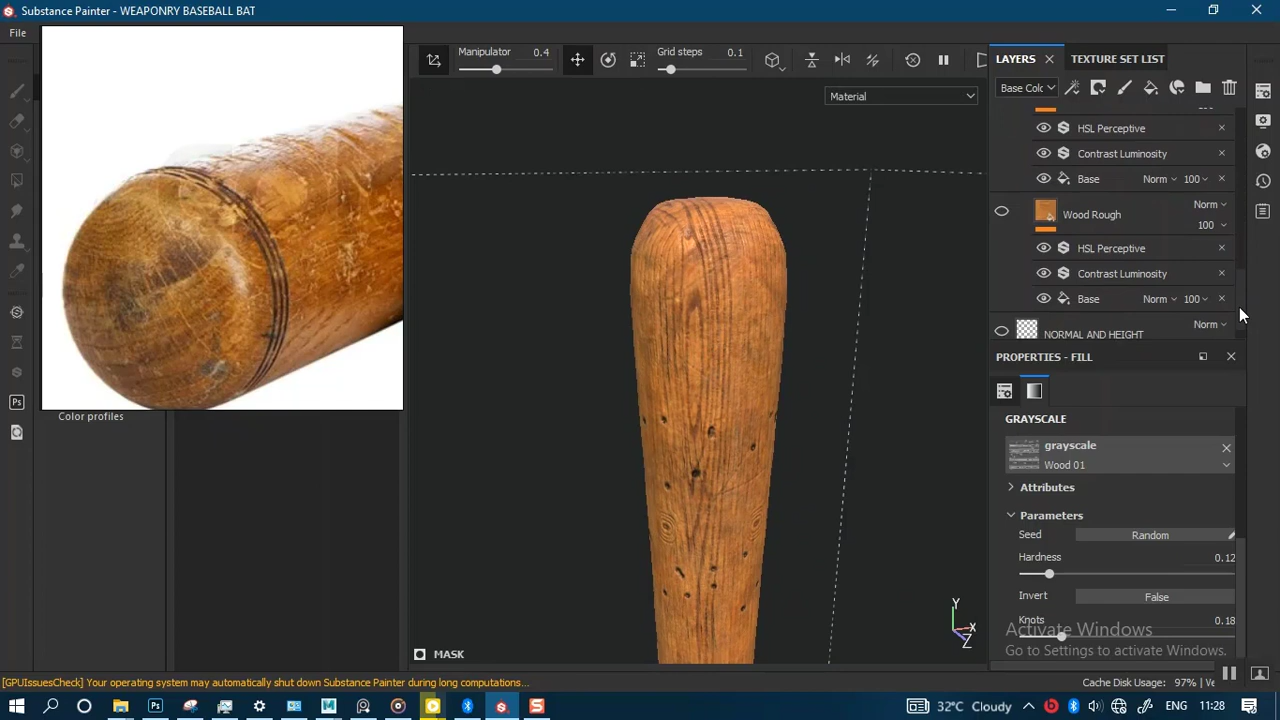 Substance Painter - WEAPONRY BASEBALL BAT
File
Manipulator 0.4
Grid steps 0.1
LAYERS
TEXTURE SET LIST
Material
Base Colc
HSL Perceptive
Contrast Luminosity
Base Norm 100
Norm
Wood Rough
100
HSL Perceptive
Contrast Luminosity
Base Norm 100
Norm
NORMAL AND HEIGHT
PROPERTIES - FILL
GRAYSCALE
grayscale
Wood 01
Attributes
Parameters
Seed Random
Hardness 0.12
Invert False
Knots 0.18
Activate Windows
Go to Settings to activate Windows.
Color profiles
Ps
Y
X
Z
MASK
[GPUIssuesCheck] Your operating system may automatically shut down Substance Painter during long computations...
Cache Disk Usage: 97% | Ve
Ps
32°C Cloudy
ENG
11:28